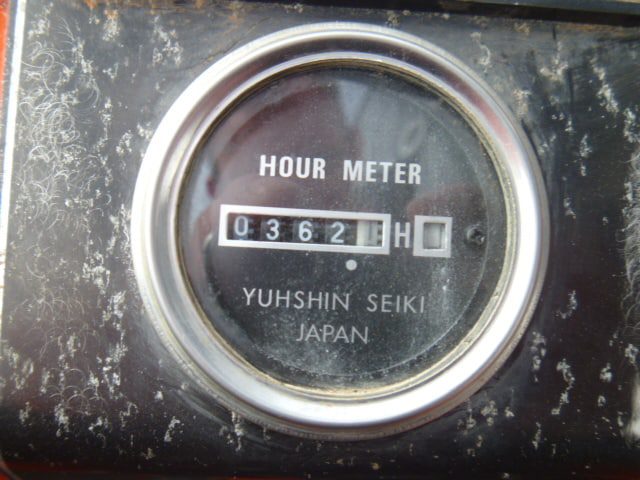 HOUR METER
0362 H
YUHSHIN SEIKI
JAPAN